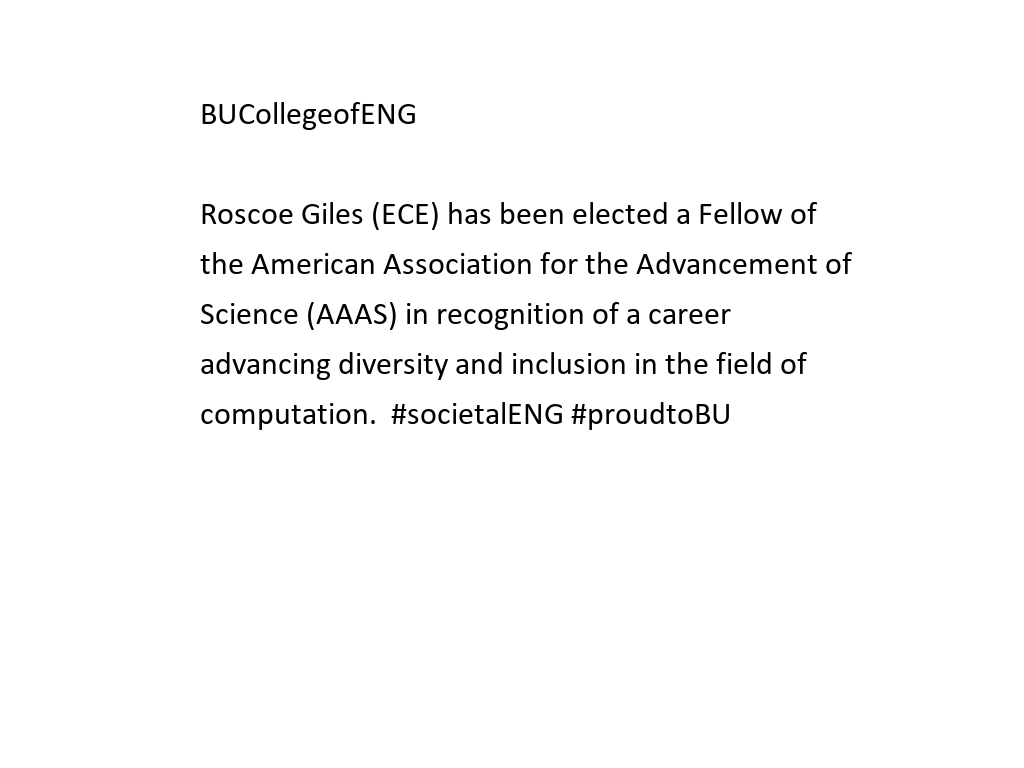 BUCollegeofENG
Roscoe Giles (ECE) has been elected a Fellow of
the American Association for the Advancement of
Science (AAAS) in recognition of a career
advancing diversity and inclusion in the field of
computation.  #societalENG #proudtoBU